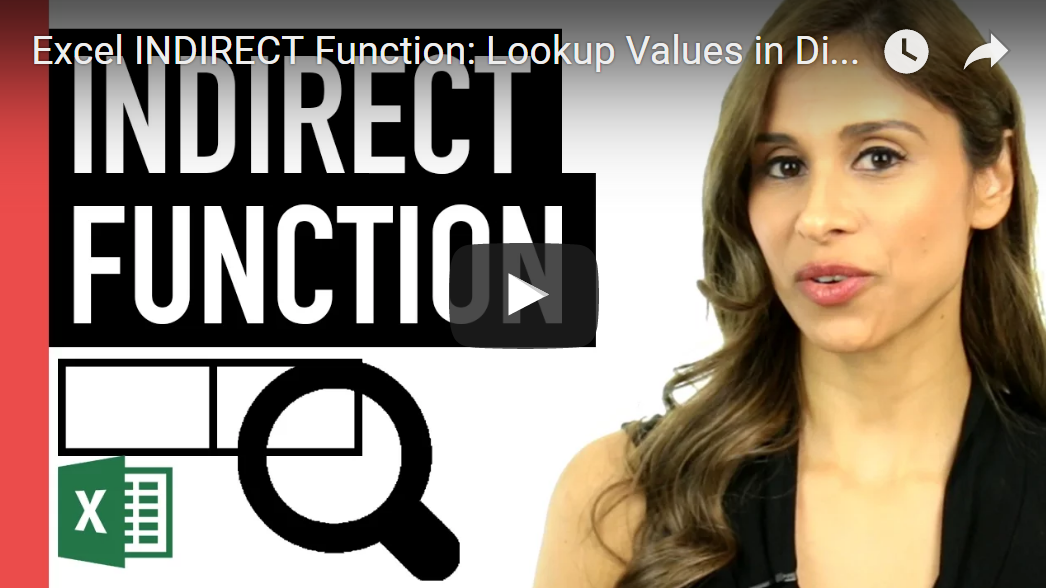 Excel INDIRECT Function: Lookup Values in Di...
INDIRECT
FUNCTION
X